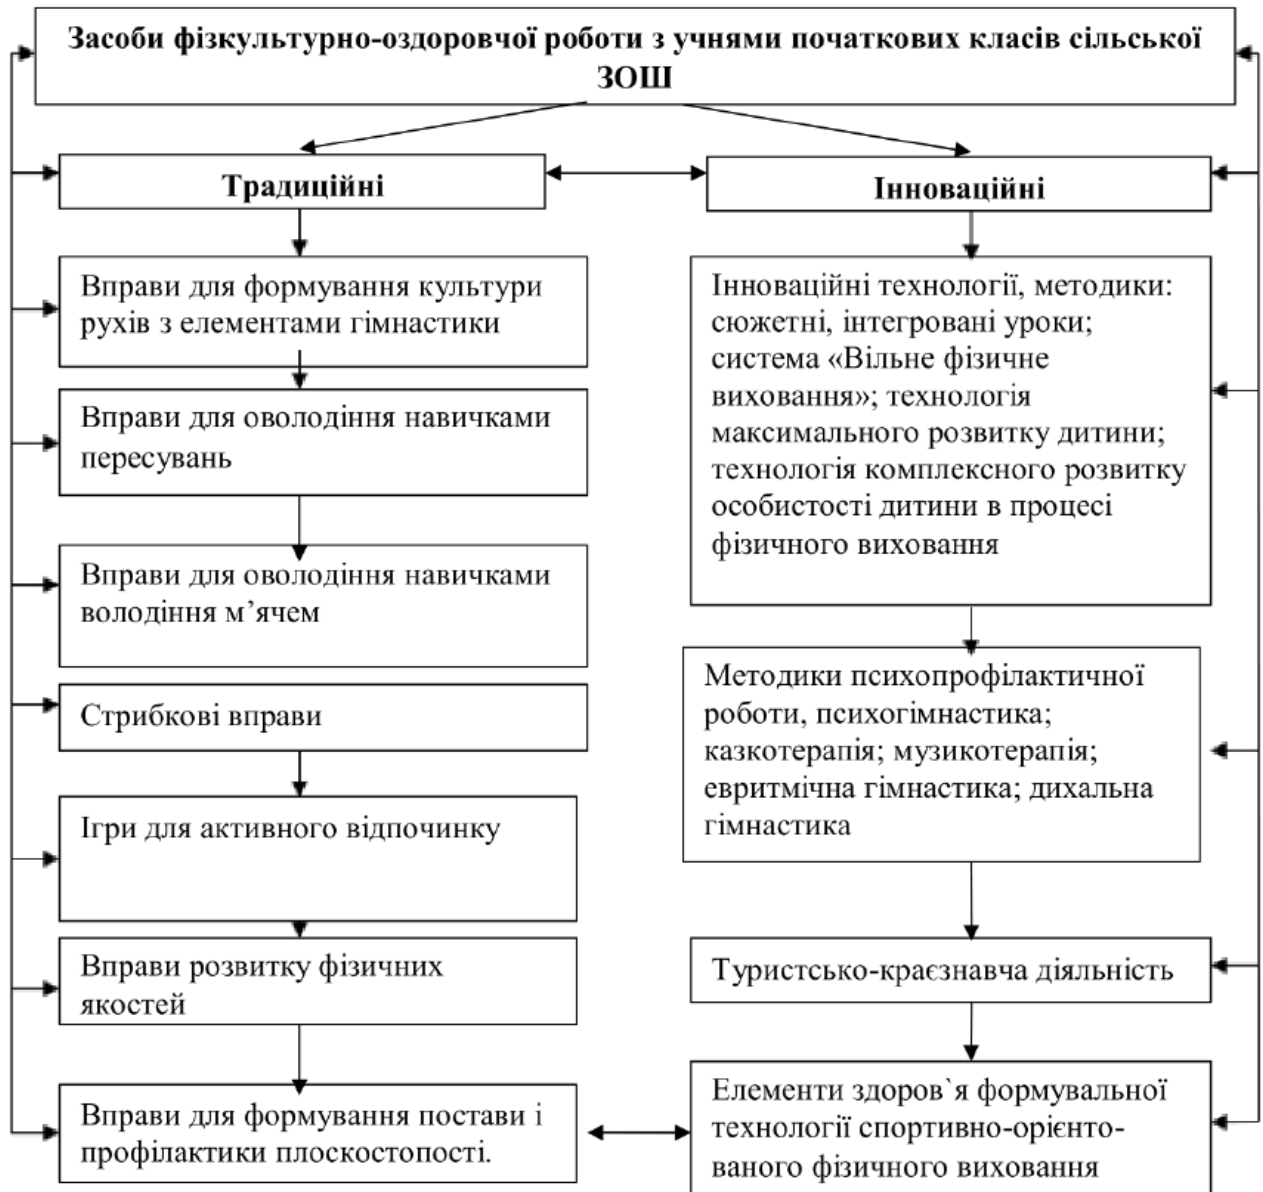 Засоби фізкультурно-оздоровчої роботи з учнями початкових класів сільської
ЗОШ
Традиційні
Інноваційні
Вправи для формування культури
рухів з елементами гімнастики
Вправи для оволодіння навичками
пересувань
Вправи для оволодіння навичками
володіння м’ячем
Стрибкові вправи
Ігри для активного відпочинку
Вправи розвитку фізичних
якостей
Вправи для формування постави і
профілактики плоскостопості.
Інноваційні технології, методики:
сюжетні, інтегровані уроки;
система «Вільне фізичне
виховання»; технологія
максимального розвитку дитини;
технологія комплексного розвитку
особистості дитини в процесі
фізичного виховання
Методики психопрофілактичної
роботи, психогімнастика;
казкотерапія; музикотерапія;
евритмічна гімнастика; дихальна
гімнастика
Туристсько-краєзнавча діяльність
Елементи здоров`я формувальної
технології спортивно-орієнто-
ваного фізичного виховання